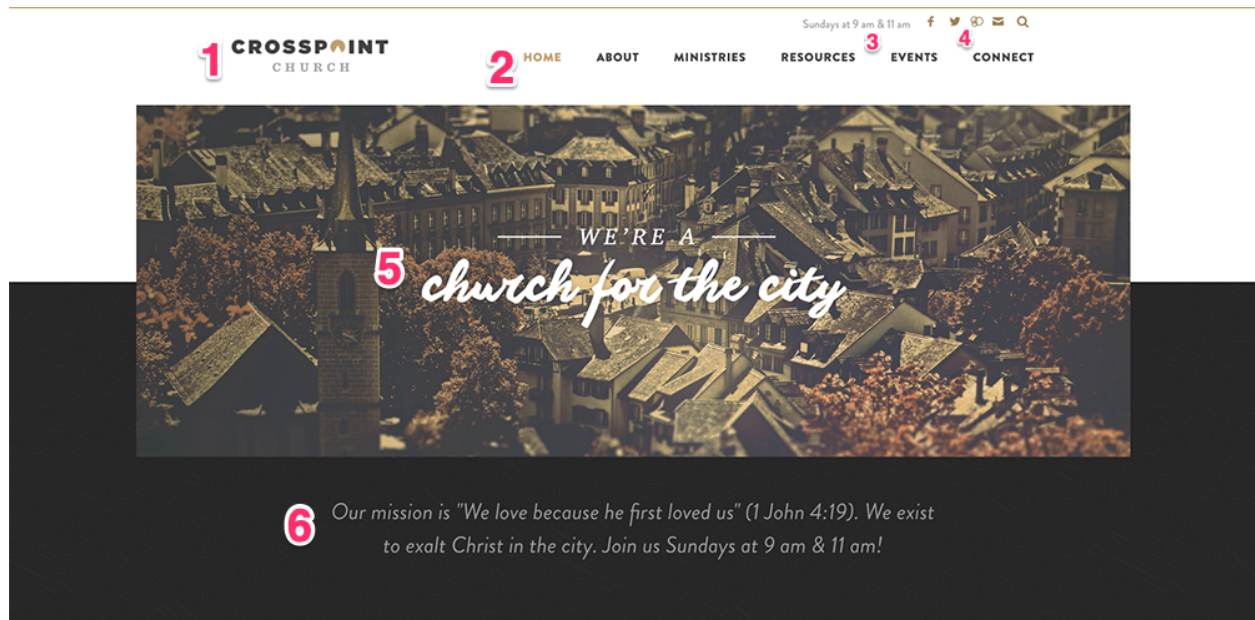 Sundays at 9 am & 11 am
3
4
1
CROSSPOINT
CHURCH
2
HOME ABOUT MINISTRIES RESOURCES EVENTS CONNECT
WE'RE A
5
church for the city
6
Our mission is "We love because he first loved us" (1 John 4:19). We exist
to exalt Christ in the city. Join us Sundays at 9 am & 11 am!